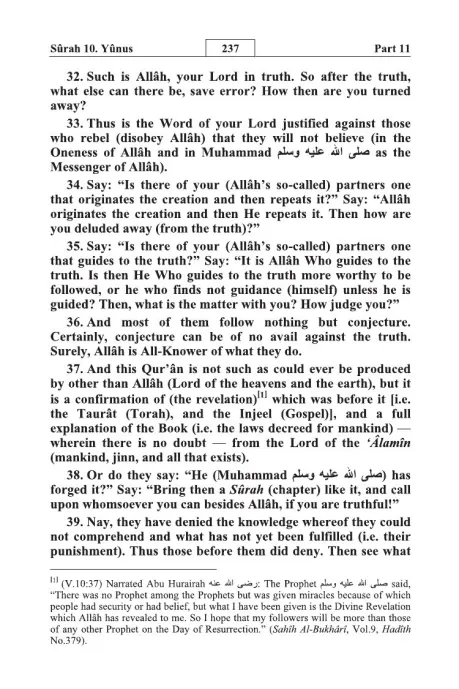 Sûrah 10. Yûnus 237 Part 11
32. Such is Allâh, your Lord in truth. So after the truth,
what else can there be, save error? How then are you turned
away?
33. Thus is the Word of your Lord justified against those
who rebel (disobey Allâh) that they will not believe (in the
Oneness of Allâh and in Muhammad صلى الله عليه وسلم as the
Messenger of Allâh).
34. Say: “Is there of your (Allâh’s so-called) partners one
that originates the creation and then repeats it?” Say: “Allâh
originates the creation and then He repeats it. Then how are
you deluded away (from the truth)?”
35. Say: “Is there of your (Allâh’s so-called) partners one
that guides to the truth?” Say: “It is Allâh Who guides to the
truth. Is then He Who guides to the truth more worthy to be
followed, or he who finds not guidance (himself) unless he is
guided? Then, what is the matter with you? How judge you?”
36. And most of them follow nothing but conjecture.
Certainly, conjecture can be of no avail against the truth.
Surely, Allâh is All-Knower of what they do.
37. And this Qur’ân is not such as could ever be produced
by other than Allâh (Lord of the heavens and the earth), but it
is a confirmation of (the revelation)[1] which was before it [i.e.
the Taurât (Torah), and the Injeel (Gospel)], and a full
explanation of the Book (i.e. the laws decreed for mankind) —
wherein there is no doubt — from the Lord of the ‘Âlamîn
(mankind, jinn, and all that exists).
38. Or do they say: “He (Muhammad صلى الله عليه وسلم) has
forged it?” Say: “Bring then a Sûrah (chapter) like it, and call
upon whomsoever you can besides Allâh, if you are truthful!”
39. Nay, they have denied the knowledge whereof they could
not comprehend and what has not yet been fulfilled (i.e. their
punishment). Thus those before them did deny. Then see what
[1] (V.10:37) Narrated Abu Hurairah رضى الله عنه: The Prophet صلى الله عليه وسلم said,
“There was no Prophet among the Prophets but was given miracles because of which
people had security or had belief, but what I have been given is the Divine Revelation
which Allâh has revealed to me. So I hope that my followers will be more than those
of any other Prophet on the Day of Resurrection.” (Sahîh Al-Bukhârî, Vol.9, Hadîth
No.379).